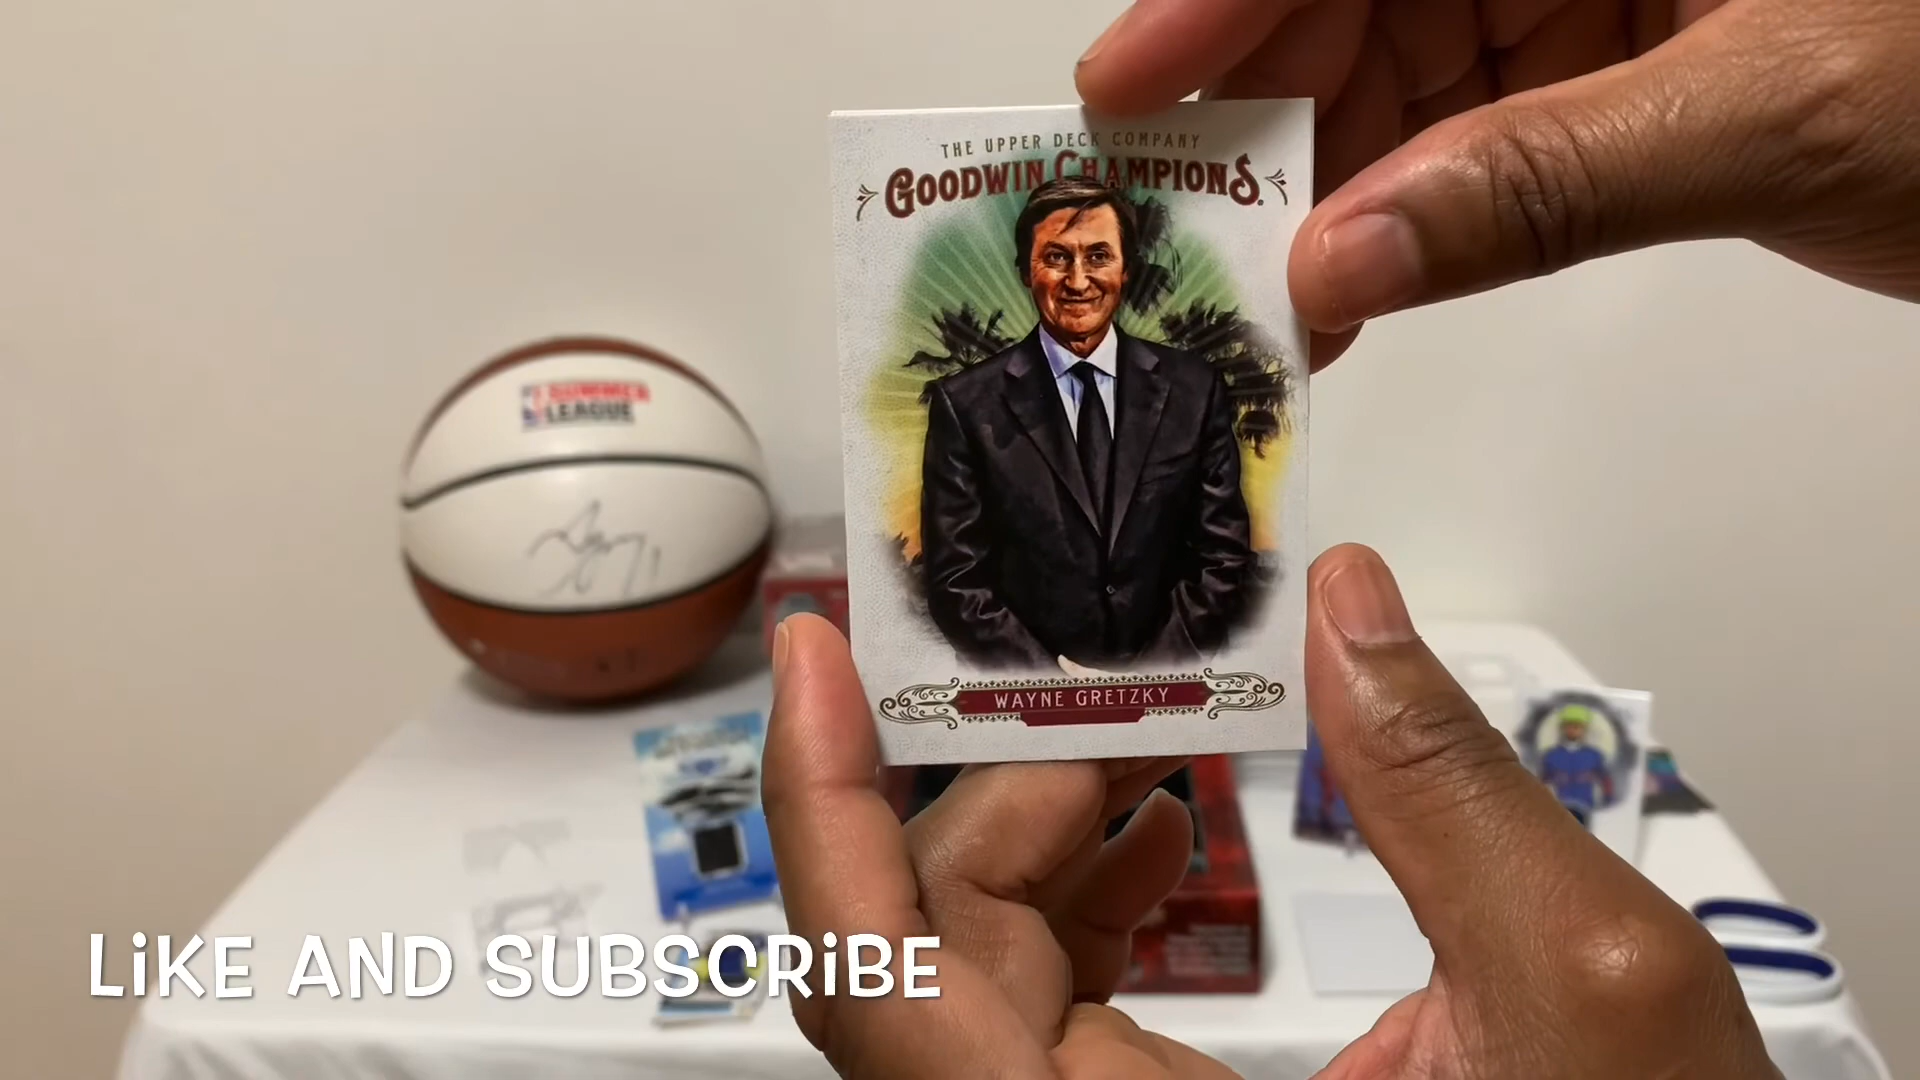 THE UPPER DECK COMPANY
GOODWIN CHAMPIONS
SUMMER
LEAGUE
WAYNE GRETZKY
LiKE AND SUBSCRiBE